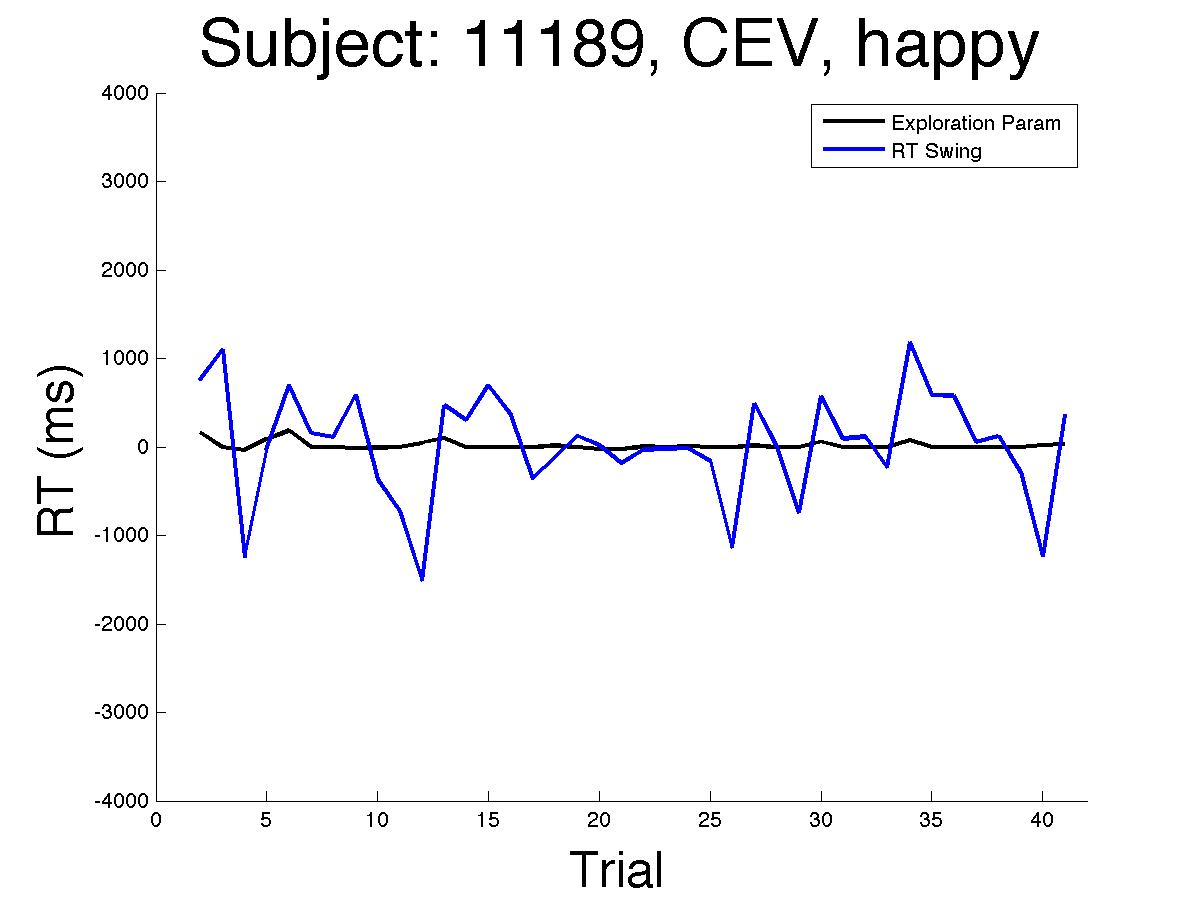 Subject: 11189, CEV, happy
4000
3000
2000
1000
0
-1000
-2000
-3000
-4000
RT (ms)
Exploration Param
RT Swing
0 5 10 15 20 25 30 35 40
Trial